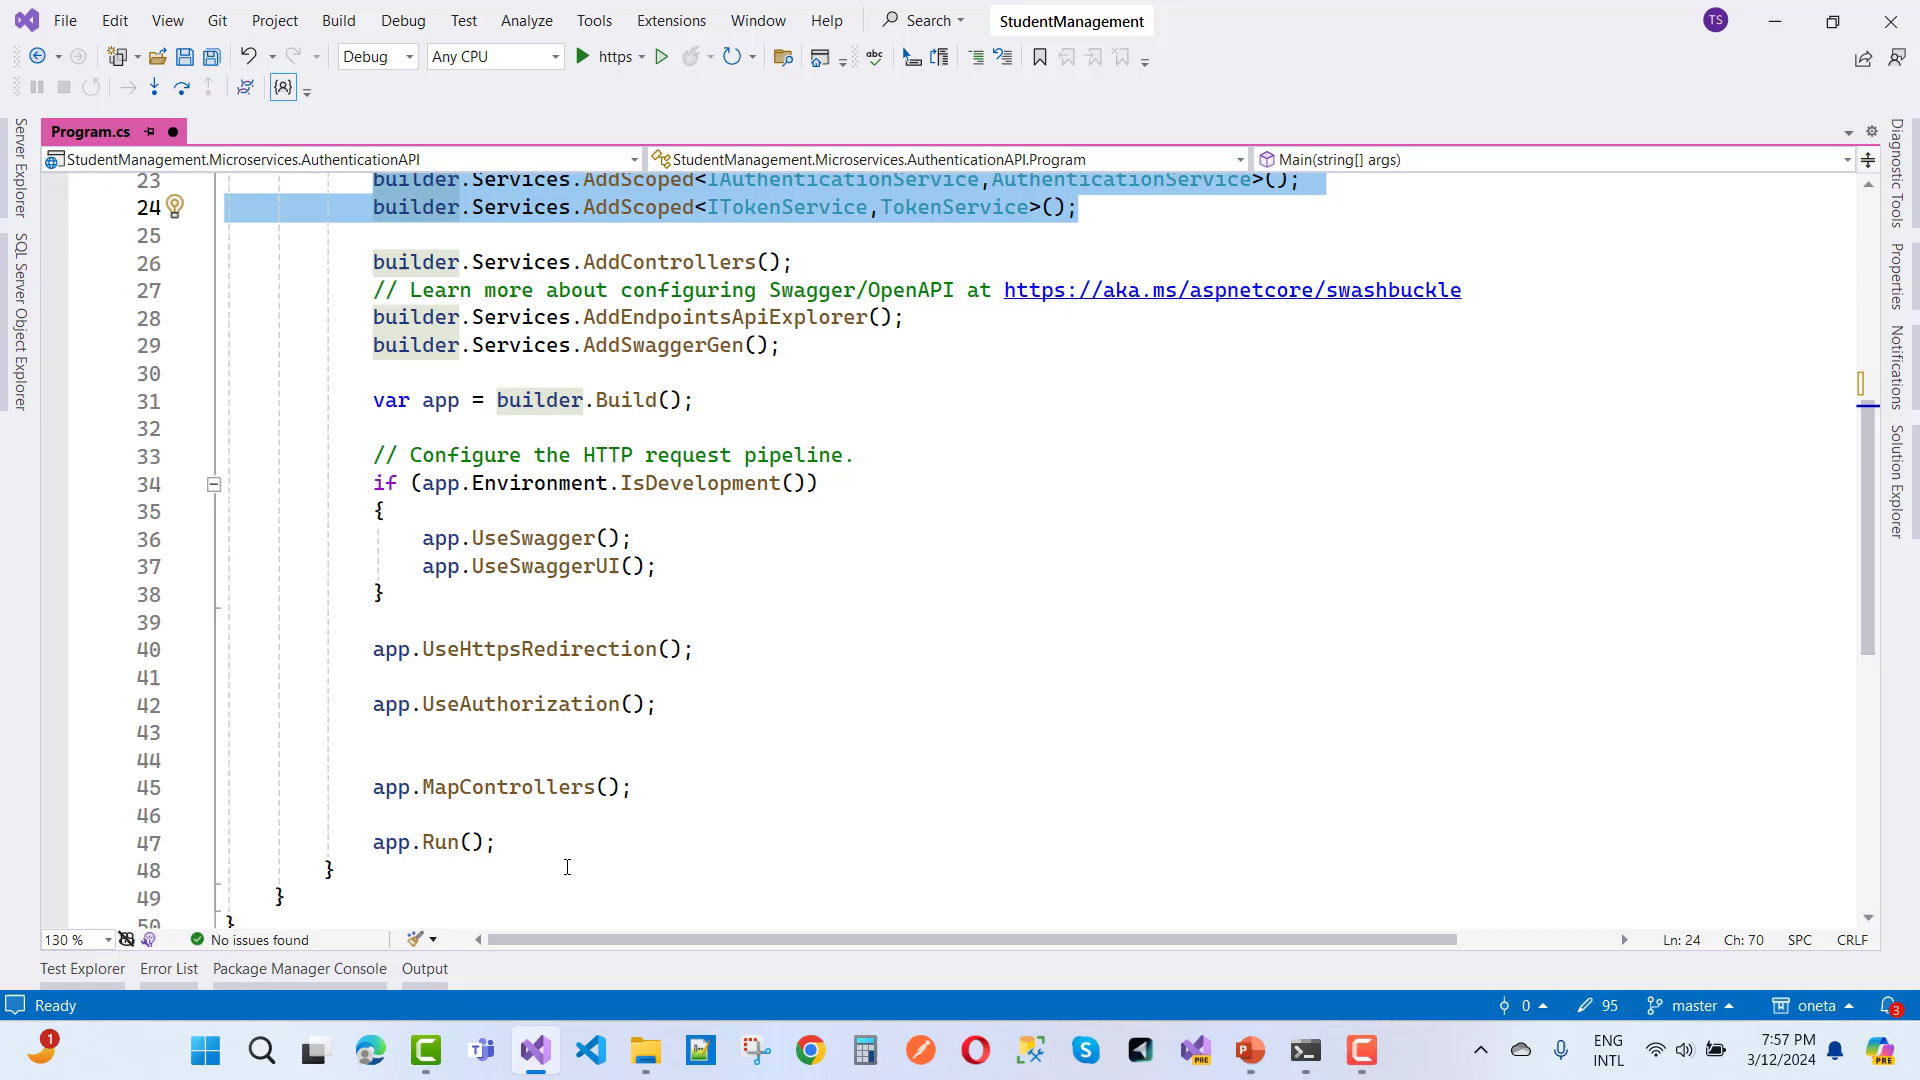 File Edit View Git Project Build Debug Test Analyze Tools Extensions Window Help Search StudentManagement TS
Debug Any CPU https
Program.cs
StudentManagement.Microservices.AuthenticationAPI StudentManagement.Microservices.AuthenticationAPI.Program Main(string[] args)
Server Explorer
SQL Server Object Explorer
23 builder.Services.AddScoped<IAuthenticationService,AuthenticationService>();
24 builder.Services.AddScoped<ITokenService,TokenService>();
25
26 builder.Services.AddControllers();
27 // Learn more about configuring Swagger/OpenAPI at https://aka.ms/aspnetcore/swashbuckle
28 builder.Services.AddEndpointsApiExplorer();
29 builder.Services.AddSwaggerGen();
30
31 var app = builder.Build();
32
33 // Configure the HTTP request pipeline.
34 if (app.Environment.IsDevelopment())
35 {
36 app.UseSwagger();
37 app.UseSwaggerUI();
38 }
39
40 app.UseHttpsRedirection();
41
42 app.UseAuthorization();
43
44
45 app.MapControllers();
46
47 app.Run();
48 }
49 }
50 }
Diagnostic Tools
Properties
Notifications
Solution Explorer
130 % No issues found Ln: 24 Ch: 70 SPC CRLF
Test Explorer Error List Package Manager Console Output
Ready 0 95 master oneta 3
1 PRE ENG 7:57 PM PRE
INTL 3/12/2024